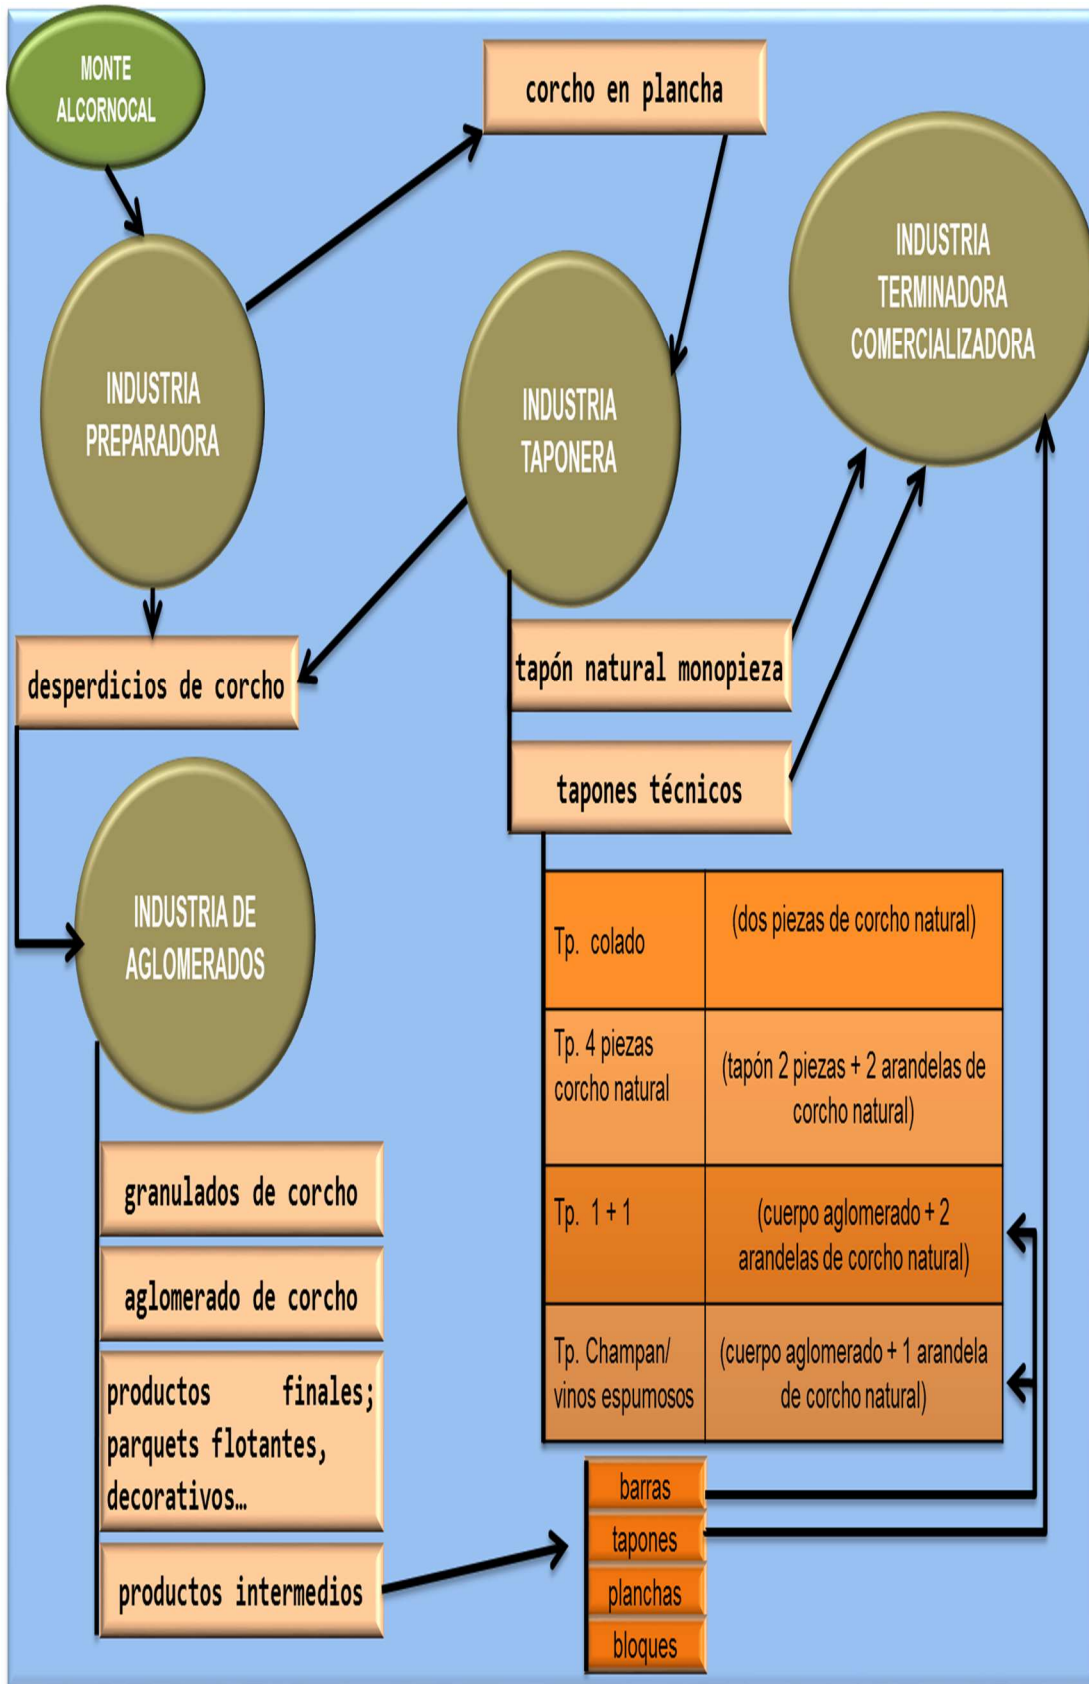 MONTE
ALCORNOCAL
corcho en plancha
INDUSTRIA
TERMINADORA
COMERCIALIZADORA
INDUSTRIA
PREPARADORA
INDUSTRIA
TAPONERA
desperdicios de corcho
tapón natural monopieza
tapones técnicos
INDUSTRIA DE
AGLOMERADOS
Tp. colado
(dos piezas de corcho natural)
Tp. 4 piezas
corcho natural
(tapón 2 piezas + 2 arandelas de
corcho natural)
Tp. 1 + 1
(cuerpo aglomerado + 2
arandelas de corcho natural)
Tp. Champan/
vinos espumosos
(cuerpo aglomerado + 1 arandela
de corcho natural)
granulados de corcho
aglomerado de corcho
productos finales;
parquets flotantes,
decorativos…
productos intermedios
barras
tapones
planchas
bloques